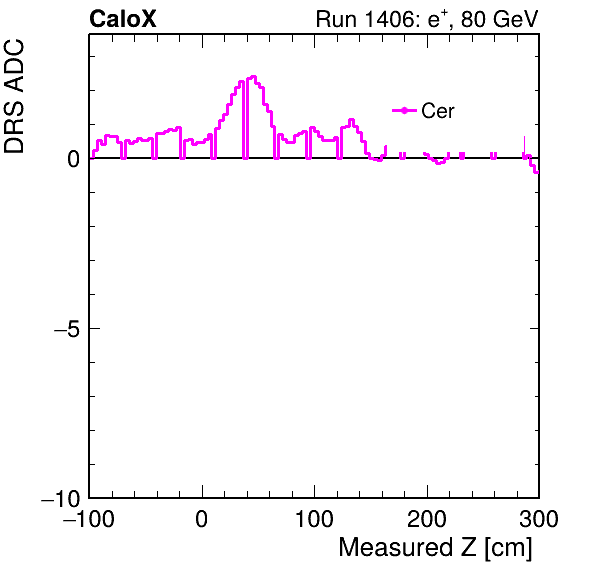 CaloX Run 1406: e⁺, 80 GeV
DRS ADC
Cer
0
−5
−10
−100 0 100 200 300
Measured Z [cm]